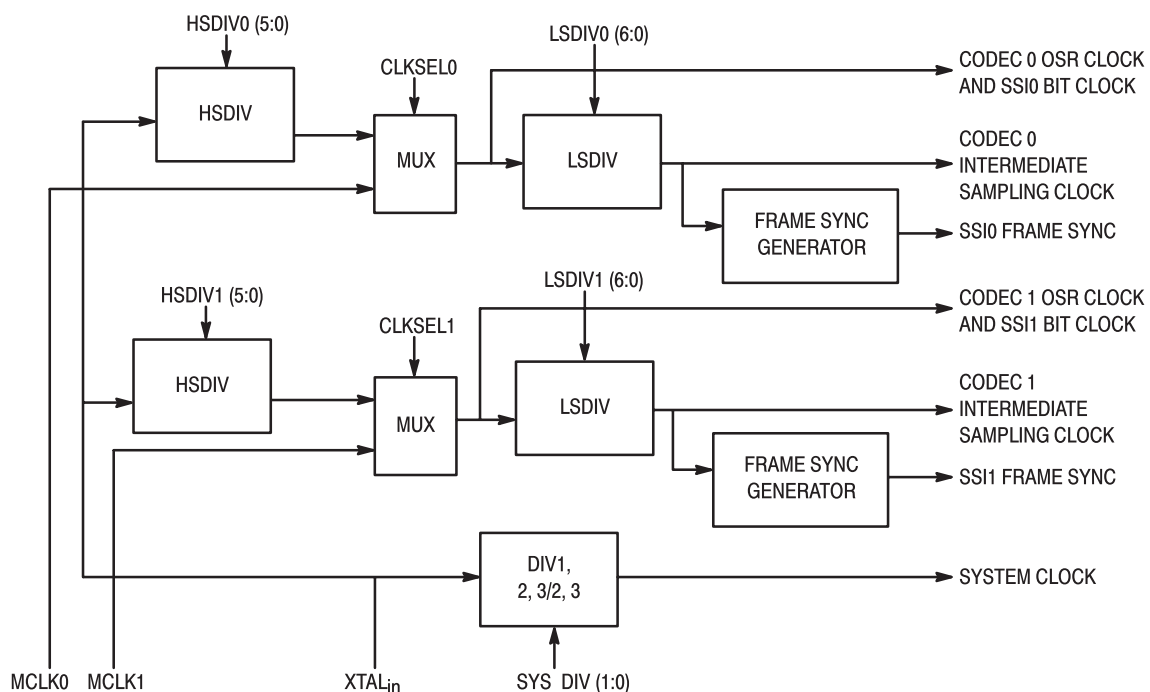 HSDIV0 (5:0)
LSDIV0 (6:0)
CLKSEL0
HSDIV
MUX
LSDIV
CODEC 0 OSR CLOCK
AND SSI0 BIT CLOCK
CODEC 0
INTERMEDIATE
SAMPLING CLOCK
FRAME SYNC
GENERATOR
SSI0 FRAME SYNC
HSDIV1 (5:0)
LSDIV1 (6:0)
CLKSEL1
HSDIV
MUX
LSDIV
CODEC 1 OSR CLOCK
AND SSI1 BIT CLOCK
CODEC 1
INTERMEDIATE
SAMPLING CLOCK
FRAME SYNC
GENERATOR
SSI1 FRAME SYNC
DIV1,
2, 3/2, 3
SYSTEM CLOCK
MCLK0
MCLK1
XTALin
SYS DIV (1:0)